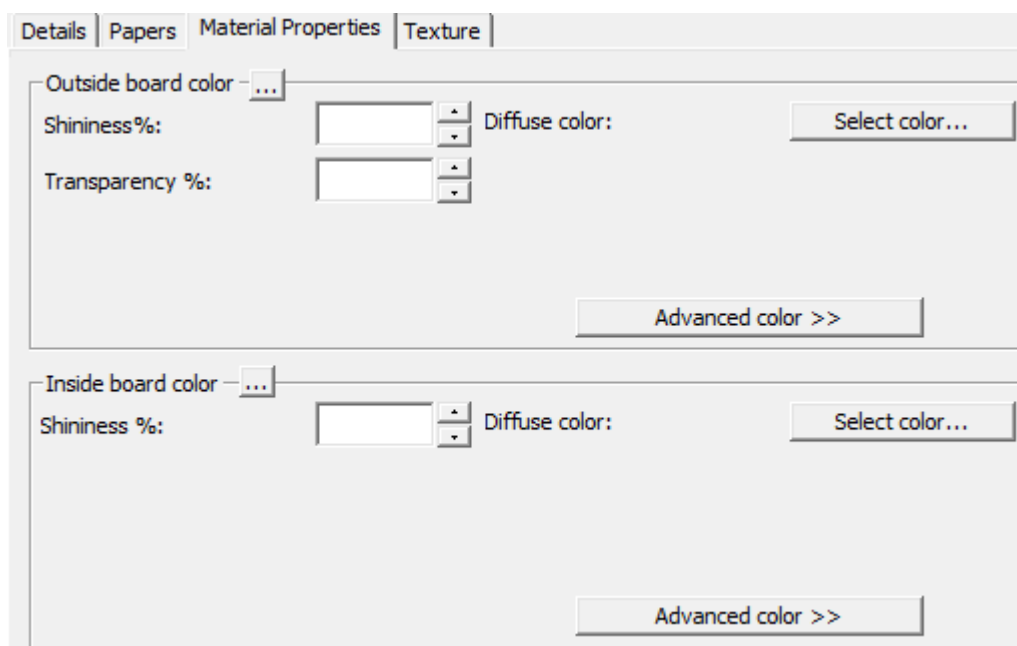 Details Papers Material Properties Texture
Outside board color ...
Shininess%: Diffuse color: Select color...
Transparency %:
Advanced color >>
Inside board color ...
Shininess %: Diffuse color: Select color...
Advanced color >>